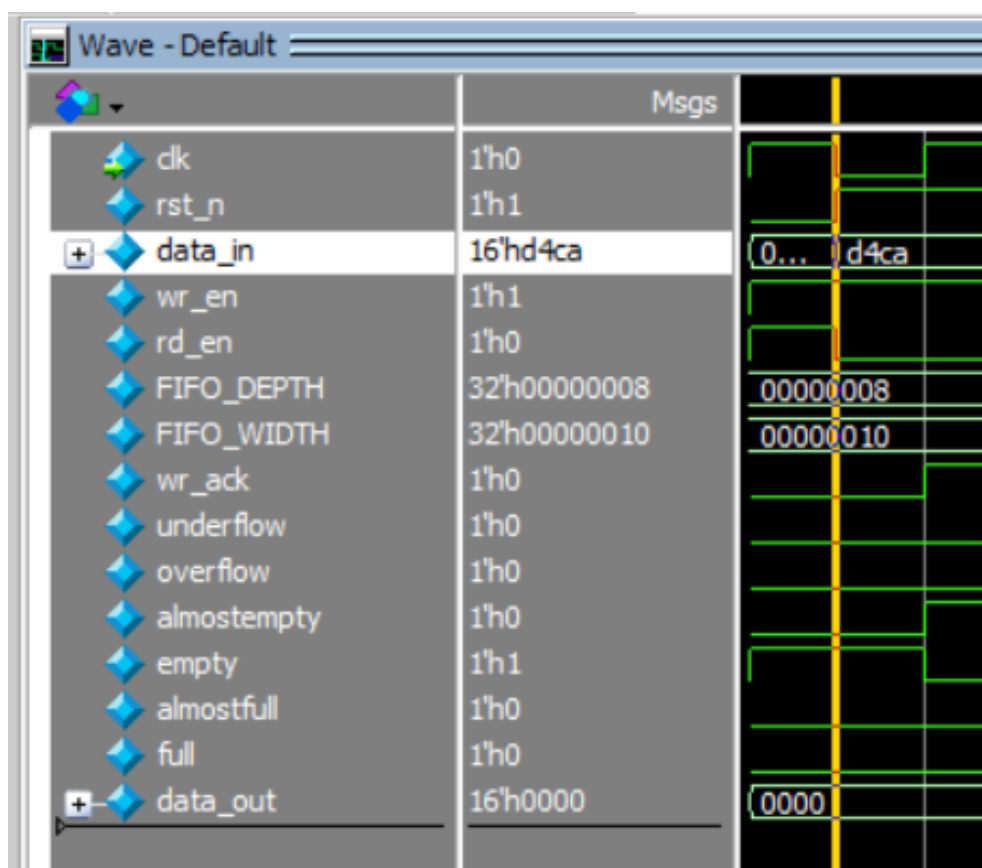 Wave - Default
Msgs
clk 1'h0
rst_n 1'h1
data_in 16'hd4ca 0... d4ca
wr_en 1'h1
rd_en 1'h0
FIFO_DEPTH 32'h00000008 00000008
FIFO_WIDTH 32'h00000010 00000010
wr_ack 1'h0
underflow 1'h0
overflow 1'h0
almostempty 1'h0
empty 1'h1
almostfull 1'h0
full 1'h0
data_out 16'h0000 0000